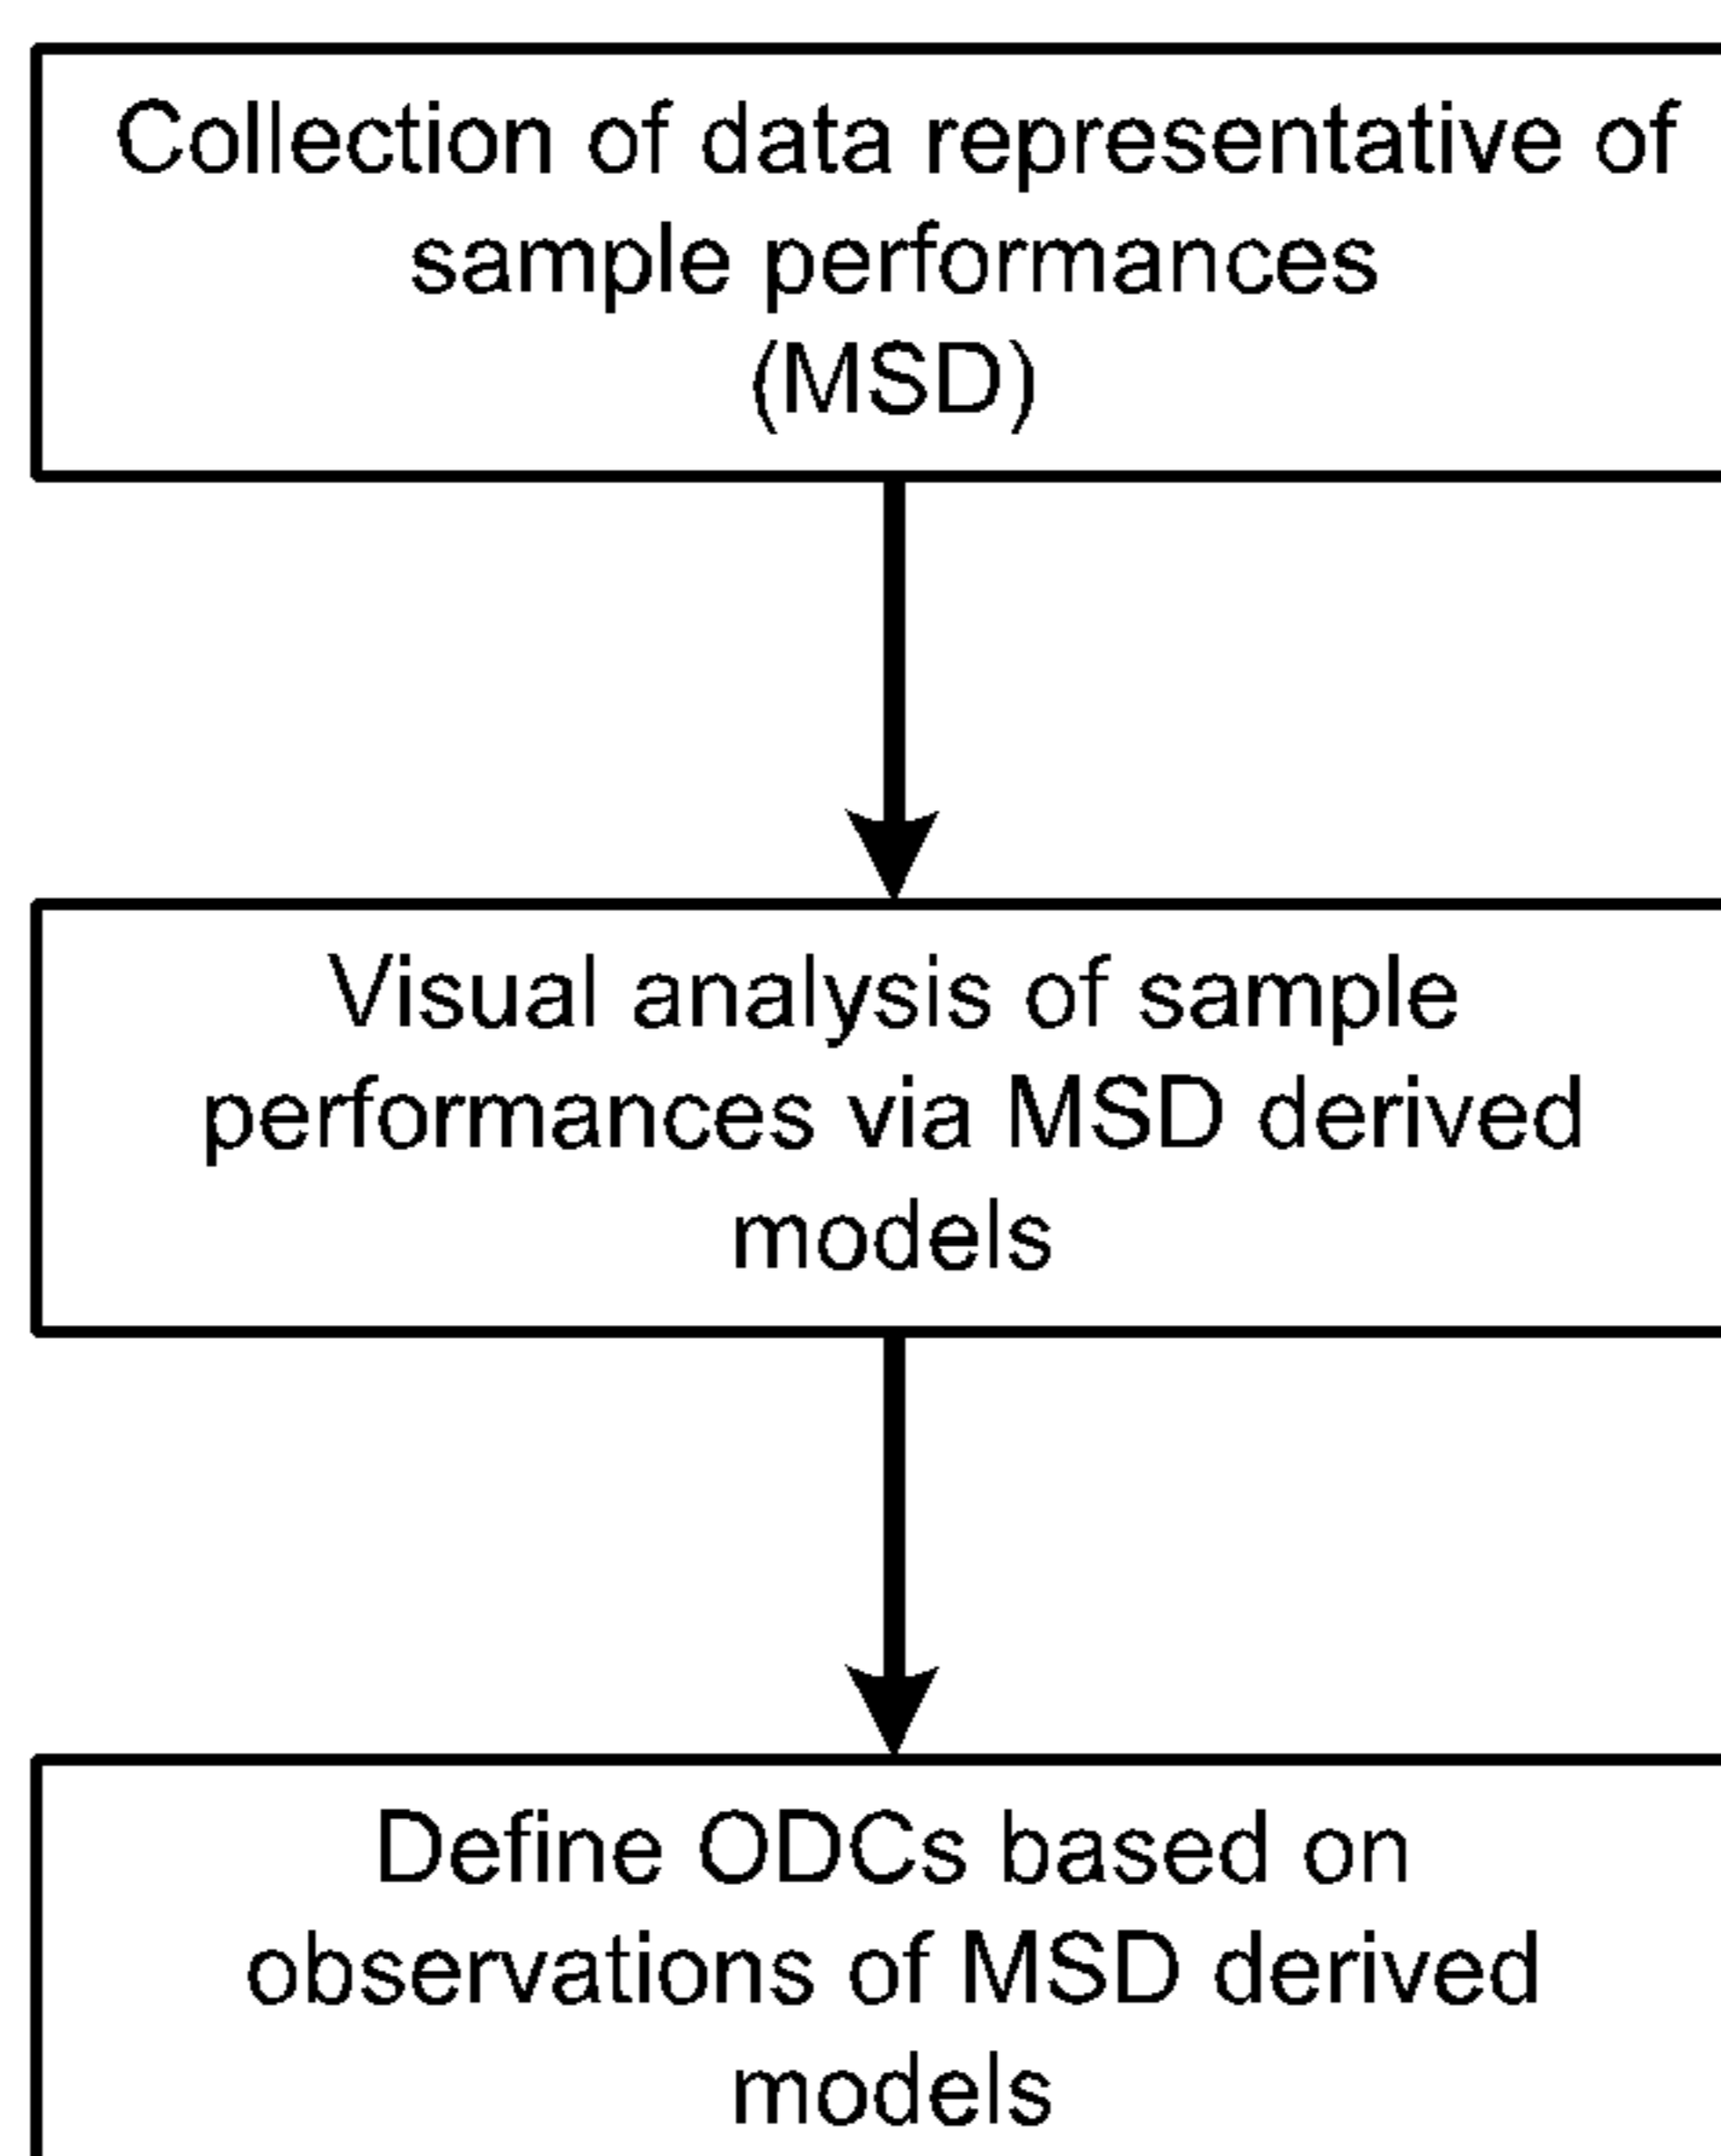 Collection of data representative of
sample performances
(MSD)
Visual analysis of sample
performances via MSD derived
models
Define ODCs based on
observations of MSD derived
models